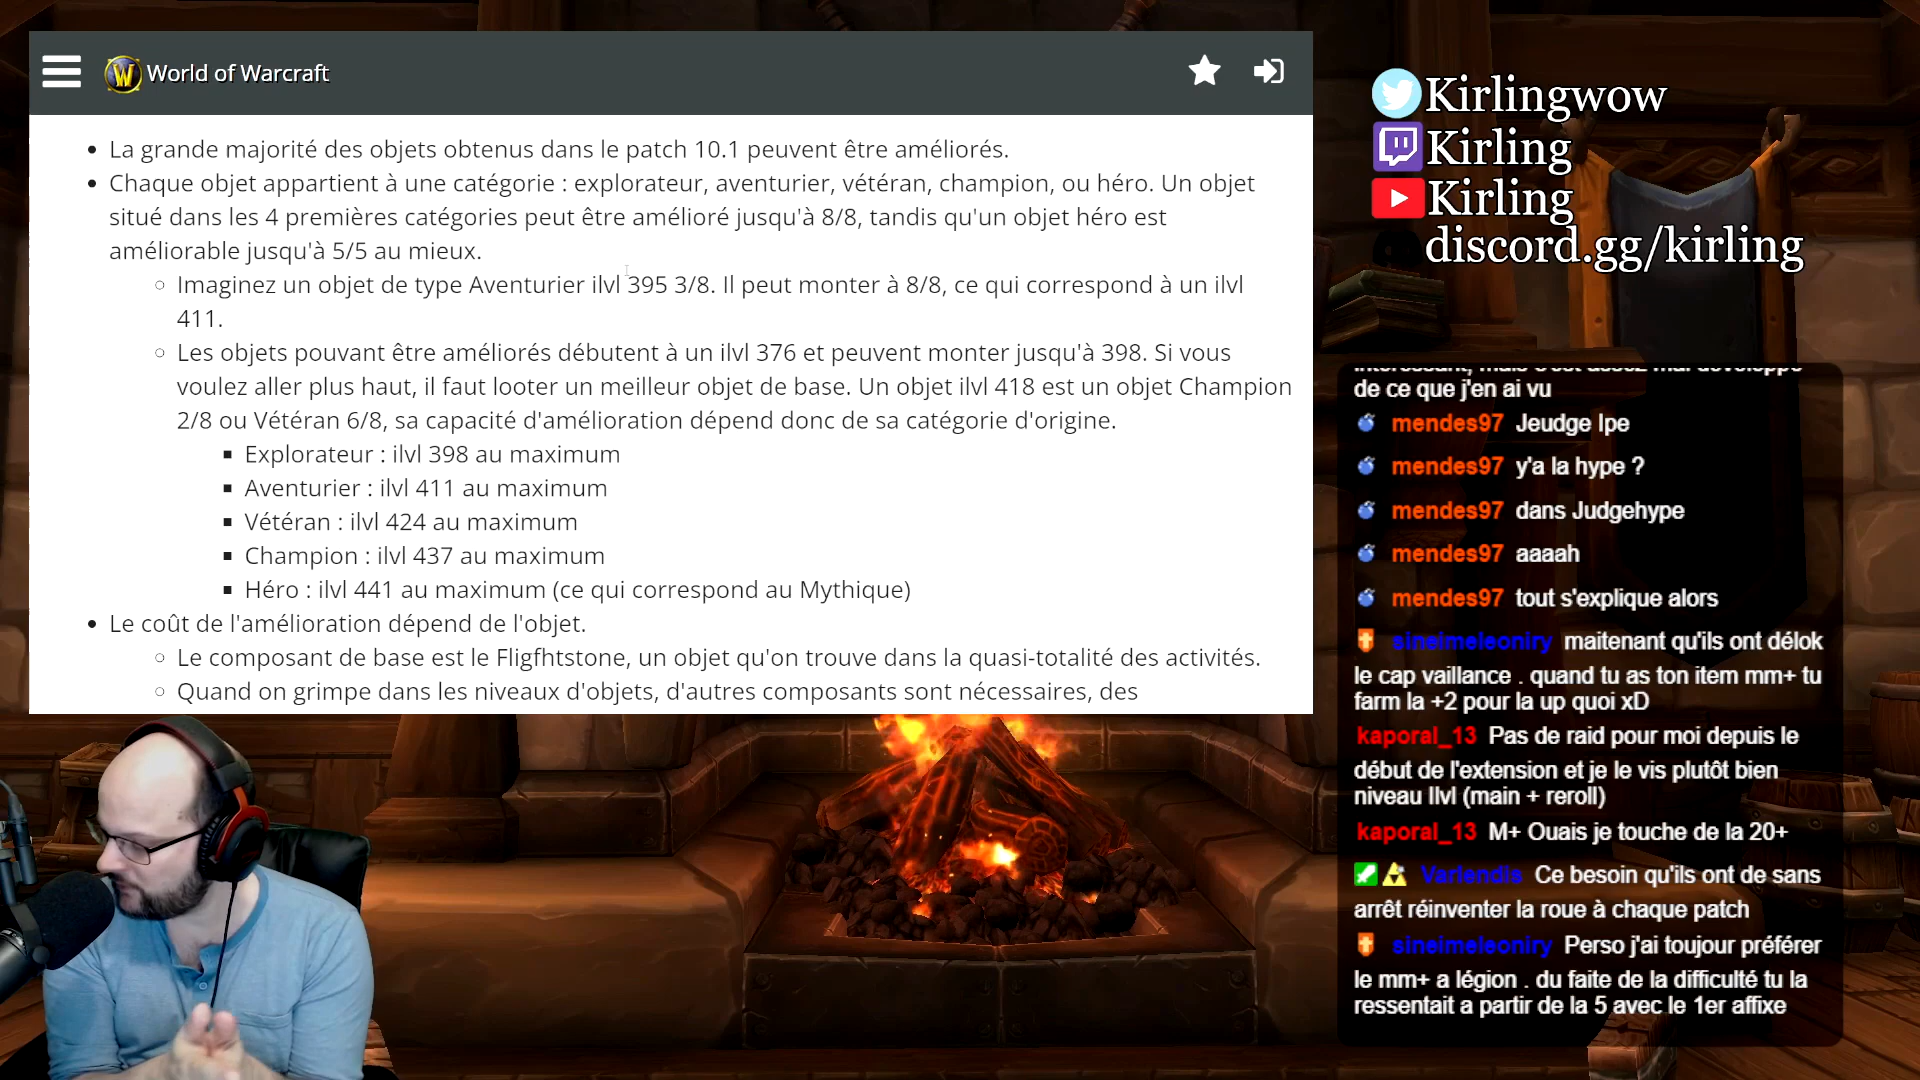 World of Warcraft
La grande majorité des objets obtenus dans le patch 10.1 peuvent être améliorés.
Chaque objet appartient à une catégorie : explorateur, aventurier, vétéran, champion, ou héro. Un objet
situé dans les 4 premières catégories peut être amélioré jusqu'à 8/8, tandis qu'un objet héro est
améliorable jusqu'à 5/5 au mieux.
Imaginez un objet de type Aventurier ilvl 395 3/8. Il peut monter à 8/8, ce qui correspond à un ilvl
411.
Les objets pouvant être améliorés débutent à un ilvl 376 et peuvent monter jusqu'à 398. Si vous
voulez aller plus haut, il faut looter un meilleur objet de base. Un objet ilvl 418 est un objet Champion
2/8 ou Vétéran 6/8, sa capacité d'amélioration dépend donc de sa catégorie d'origine.
Explorateur : ilvl 398 au maximum
Aventurier : ilvl 411 au maximum
Vétéran : ilvl 424 au maximum
Champion : ilvl 437 au maximum
Héro : ilvl 441 au maximum (ce qui correspond au Mythique)
Le coût de l'amélioration dépend de l'objet.
Le composant de base est le Fligfhtstone, un objet qu'on trouve dans la quasi-totalité des activités.
Quand on grimpe dans les niveaux d'objets, d'autres composants sont nécessaires, des
Kirlingwow
Kirling
Kirling
discord.gg/kirling
intéressant, mais c'est assez mal développé
de ce que j'en ai vu
mendes97 Jeudge Ipe
mendes97 y'a la hype ?
mendes97 dans Judgehype
mendes97 aaaah
mendes97 tout s'explique alors
sineimeleoniry maitenant qu'ils ont délok
le cap vaillance . quand tu as ton item mm+ tu
farm la +2 pour la up quoi xD
kaporal_13 Pas de raid pour moi depuis le
début de l'extension et je le vis plutôt bien
niveau Ilvl (main + reroll)
kaporal_13 M+ Ouais je touche de la 20+
Varlendis Ce besoin qu'ils ont de sans
arrêt réinventer la roue à chaque patch
sineimeleoniry Perso j'ai toujour préférer
le mm+ a légion . du faite de la difficulté tu la
ressentait a partir de la 5 avec le 1er affixe